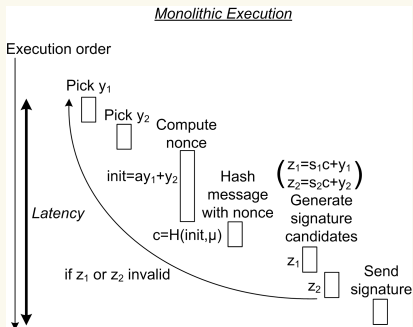 Monolithic Execution
Execution order
Pick y₁
Pick y₂
Compute
nonce
init=ay₁+y₂
Hash
message
with nonce
c=H(init,µ)
(z₁=s₁c+y₁
z₂=s₂c+y₂)
Generate
signature
candidates
z₁
z₂
Send
signature
Latency
if z₁ or z₂ invalid